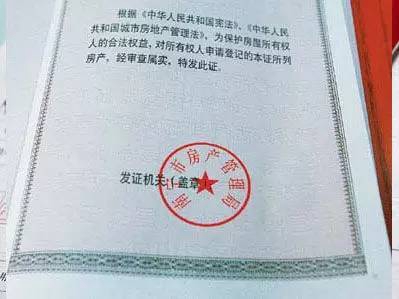 根据《中华人民共和国宪法》、《中华人民
共和国城市房地产管理法》,为保护房屋所有权
人的合法权益,对所有权人申请登记的本证所列
房产,经审查属实,特发此证。
发证机关(盖章)
市房产管理局